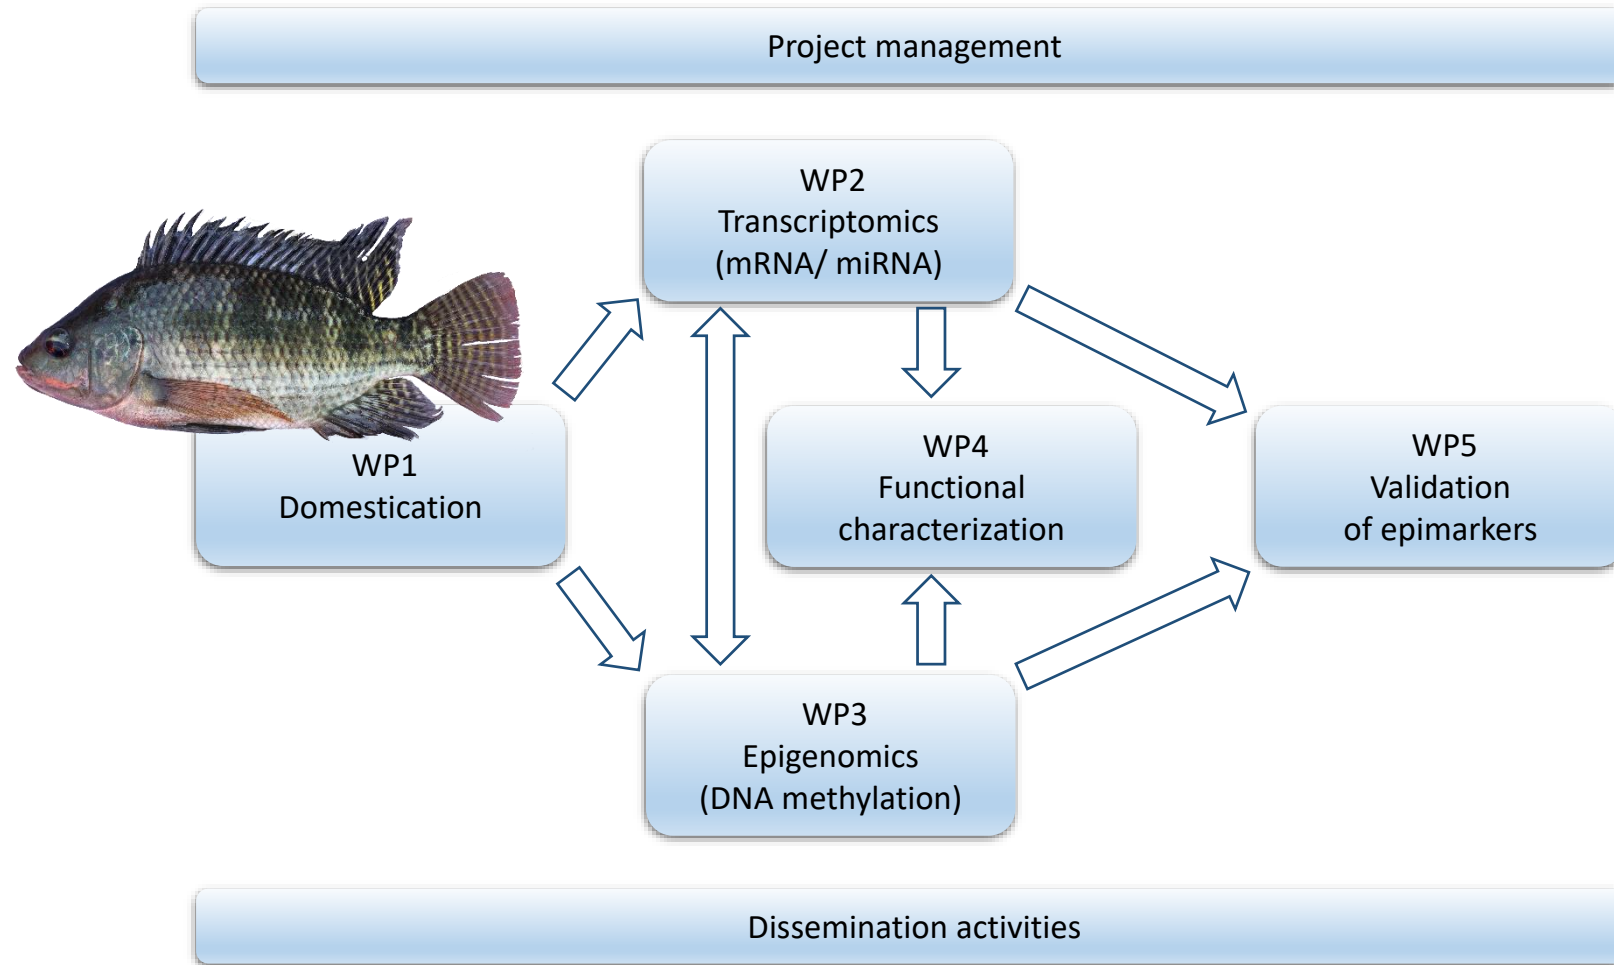 Project management
WP2
Transcriptomics
(mRNA/ miRNA)
WP1
Domestication
WP4
Functional
characterization
WP5
Validation
of epimarkers
WP3
Epigenomics
(DNA methylation)
Dissemination activities